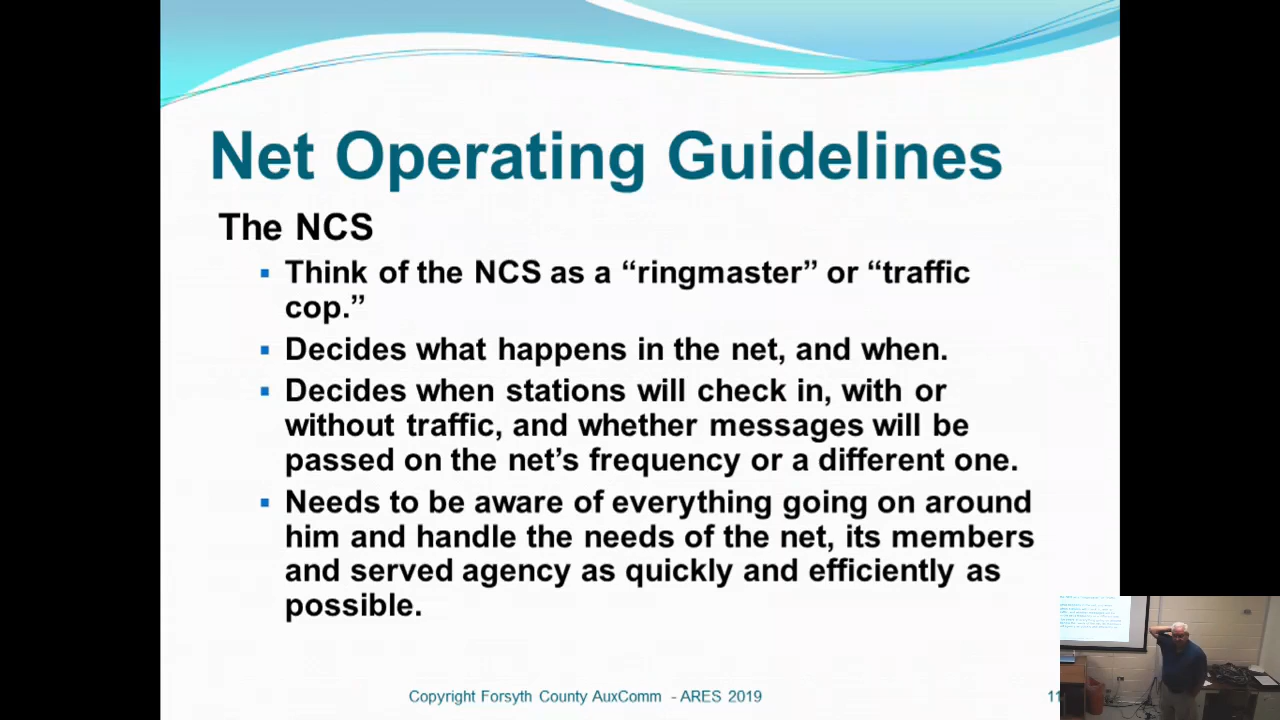 Net Operating Guidelines
The NCS
▪ Think of the NCS as a “ringmaster” or “traffic
cop.”
▪ Decides what happens in the net, and when.
▪ Decides when stations will check in, with or
without traffic, and whether messages will be
passed on the net’s frequency or a different one.
▪ Needs to be aware of everything going on around
him and handle the needs of the net, its members
and served agency as quickly and efficiently as
possible.
Copyright Forsyth County AuxComm - ARES 2019
11